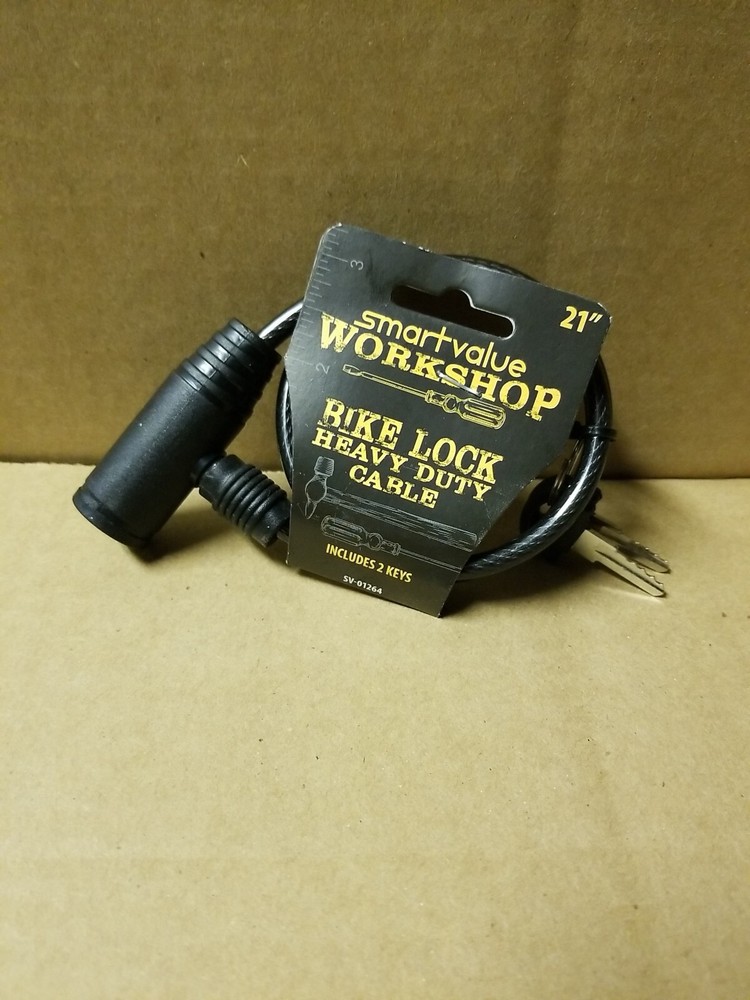 3
21"
smartvalue
WORKSHOP
2
BIKE LOCK
HEAVY DUTY
CABLE
INCLUDES 2 KEYS
SV-01264